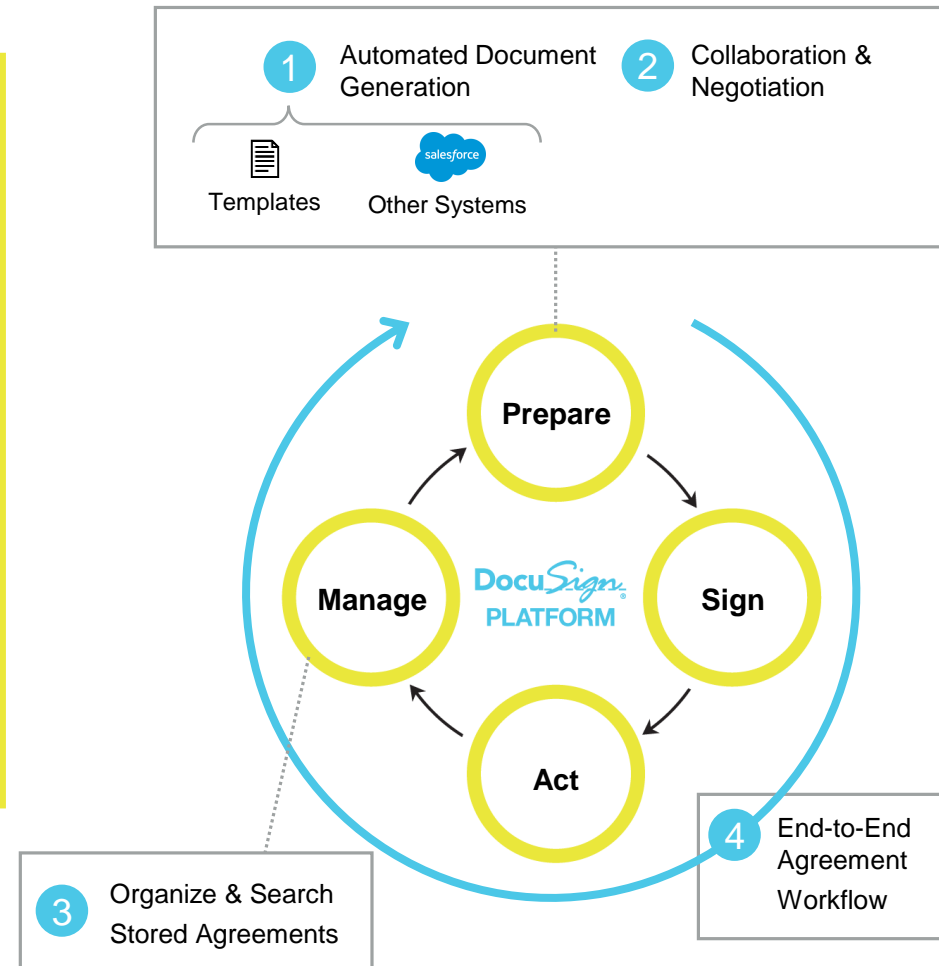 1
Automated Document
Generation
2
Collaboration &
Negotiation
salesforce
Templates
Other Systems
Prepare
Manage
DocuSign®
PLATFORM
Sign
Act
4
End-to-End
Agreement
Workflow
3
Organize & Search
Stored Agreements